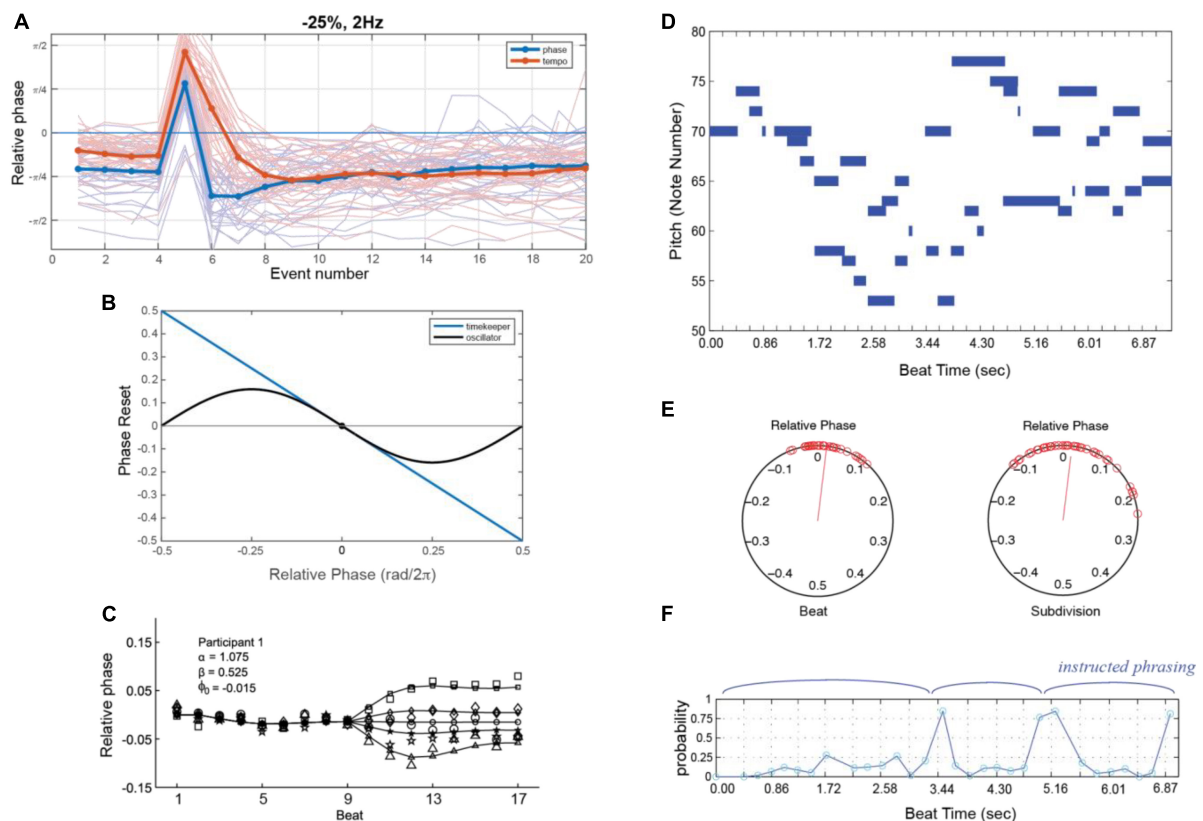 A
-25%, 2Hz
phase
tempo
π/2
π/4
0
-π/4
-π/2
Relative phase
0 2 4 6 8 10 12 14 16 18 20
Event number
B
timekeeper
oscillator
0.5
0.4
0.3
0.2
0.1
0
-0.1
-0.2
-0.3
-0.4
-0.5
Phase Reset
-0.5 -0.25 0 0.25 0.5
Relative Phase (rad/2π)
C
Participant 1
α = 1.075
β = 0.525
ϕ0 = -0.015
0.15
0.05
-0.05
-0.15
Relative phase
1 5 9 13 17
Beat
D
80
75
70
65
60
55
50
Pitch (Note Number)
0.00 0.86 1.72 2.58 3.44 4.30 5.16 6.01 6.87
Beat Time (sec)
E
Relative Phase
0
-0.1 0.1
-0.2 0.2
-0.3 0.3
-0.4 0.4
0.5
Beat
Relative Phase
0
-0.1 0.1
-0.2 0.2
-0.3 0.3
-0.4 0.4
0.5
Subdivision
F
instructed phrasing
1
0.75
0.5
0.25
0
probability
0.00 0.86 1.72 2.58 3.44 4.30 5.16 6.01 6.87
Beat Time (sec)